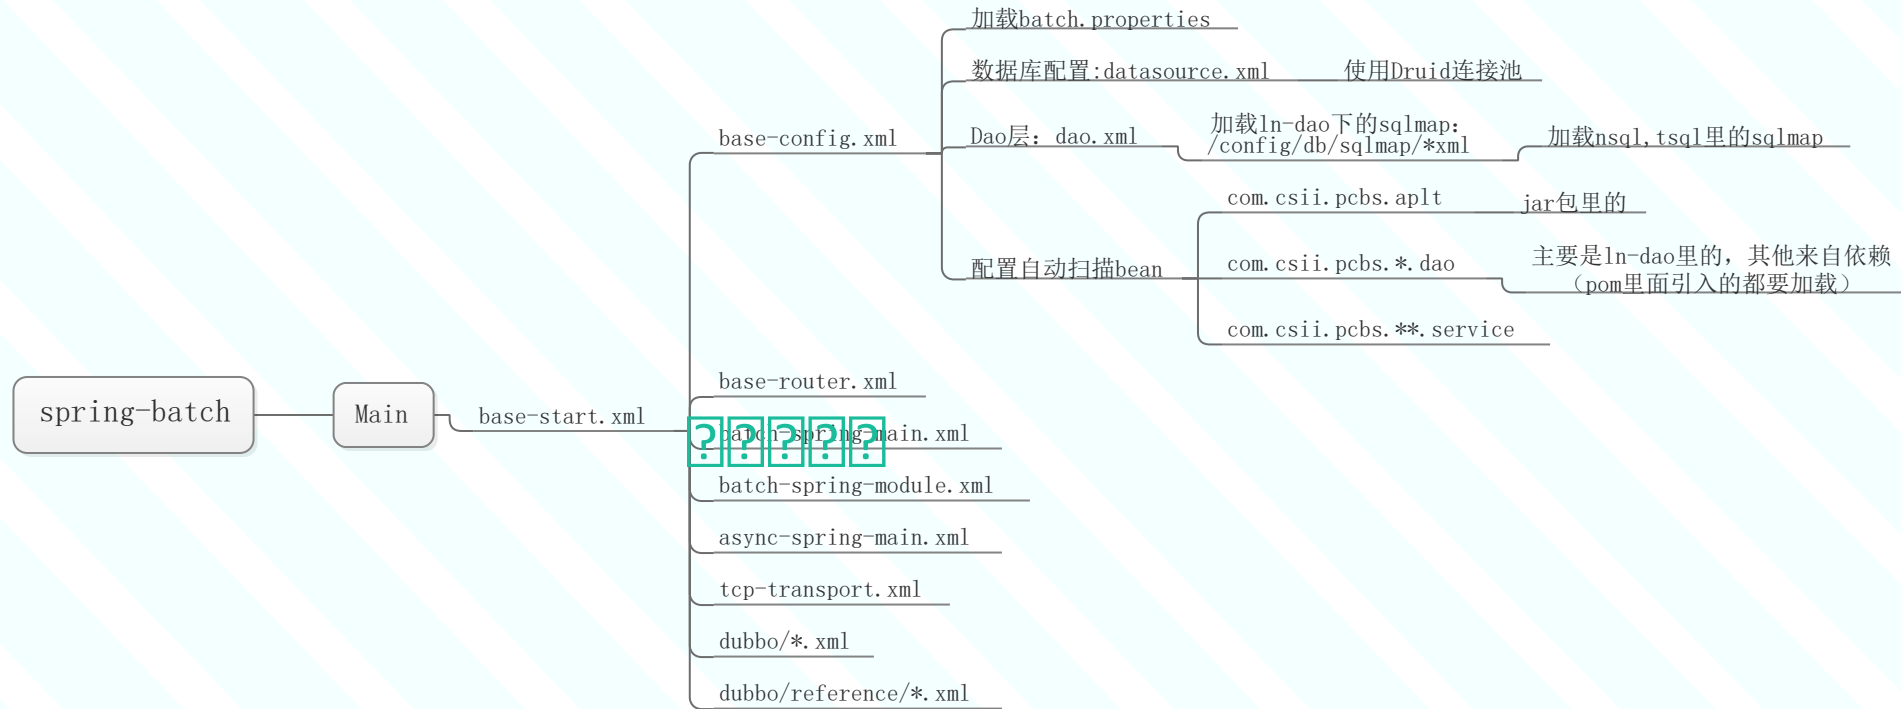 spring-batch
Main
base-start.xml
base-config.xml
加载batch.properties
数据库配置:datasource.xml
使用Druid连接池
Dao层：dao.xml
加载ln-dao下的sqlmap：
/config/db/sqlmap/*xml
加载nsql,tsql里的sqlmap
配置自动扫描bean
com.csii.pcbs.aplt
jar包里的
com.csii.pcbs.*.dao
主要是ln-dao里的，其他来自依赖
（pom里面引入的都要加载）
com.csii.pcbs.**.service
base-router.xml
batch-spring-main.xml
batch-spring-module.xml
async-spring-main.xml
tcp-transport.xml
dubbo/*.xml
dubbo/reference/*.xml